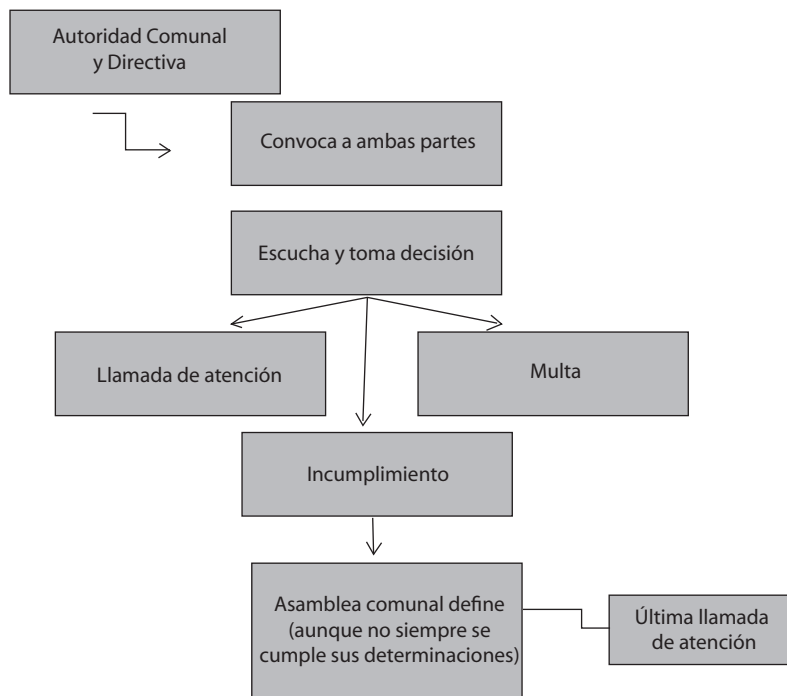 Autoridad Comunal
y Directiva
Convoca a ambas partes
Escucha y toma decisión
Llamada de atención
Multa
Incumplimiento
Asamblea comunal define
(aunque no siempre se
cumple sus determinaciones)
Última llamada
de atención